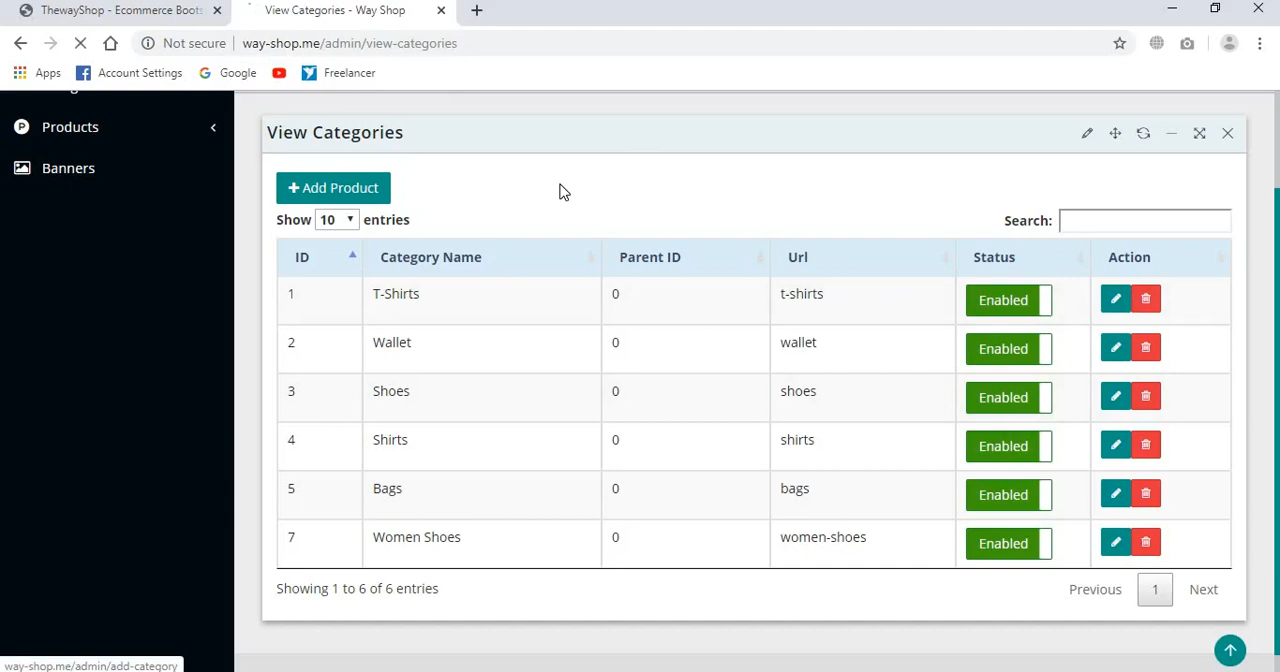 ThewayShop - Ecommerce Boots
View Categories - Way Shop
Not secure
way-shop.me/admin/view-categories
Apps
Account Settings
Google
Freelancer
Products
Banners
View Categories
Add Product
Show 10 entries
Search:
ID Category Name Parent ID Url Status Action
1 T-Shirts 0 t-shirts Enabled
2 Wallet 0 wallet Enabled
3 Shoes 0 shoes Enabled
4 Shirts 0 shirts Enabled
5 Bags 0 bags Enabled
7 Women Shoes 0 women-shoes Enabled
Showing 1 to 6 of 6 entries
Previous 1 Next
way-shop.me/admin/add-category